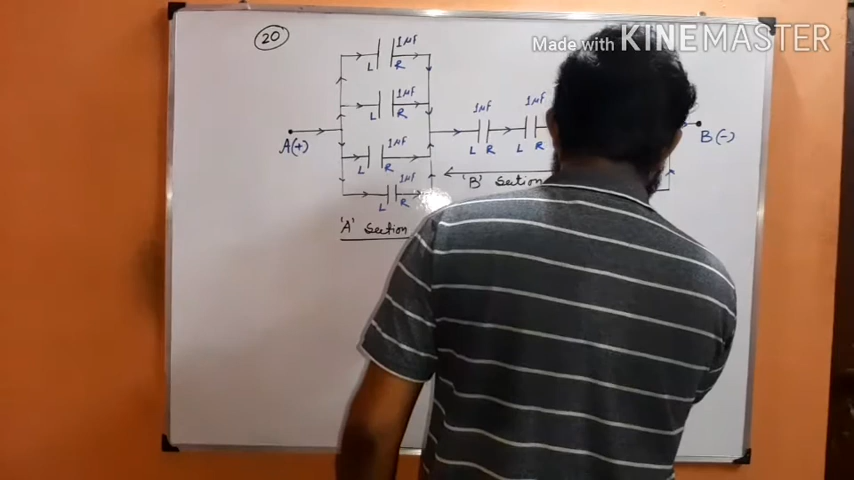 Made with KINEMASTER
20
1μF
L R
1μF
L R
A(+)
1μF
L R
1μF
L R
'A' Section
1μF
L R
1μF
L R
'B' Section
B(-)